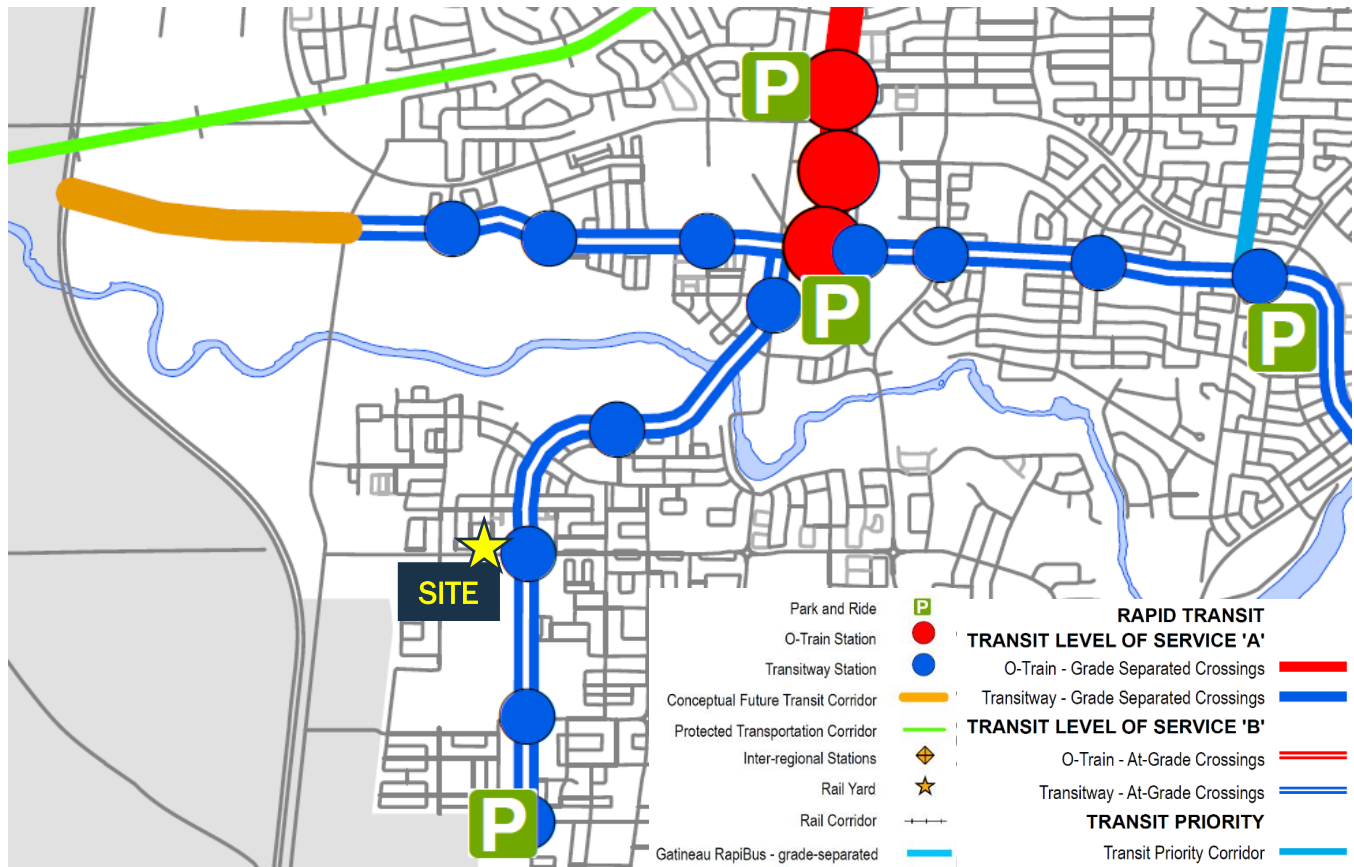 P
P
P
SITE
P
Park and Ride P
O-Train Station
Transitway Station
Conceptual Future Transit Corridor
Protected Transportation Corridor
Inter-regional Stations
Rail Yard
Rail Corridor
Gatineau RapiBus - grade-separated
RAPID TRANSIT
TRANSIT LEVEL OF SERVICE 'A'
O-Train - Grade Separated Crossings
Transitway - Grade Separated Crossings
TRANSIT LEVEL OF SERVICE 'B'
O-Train - At-Grade Crossings
Transitway - At-Grade Crossings
TRANSIT PRIORITY
Transit Priority Corridor